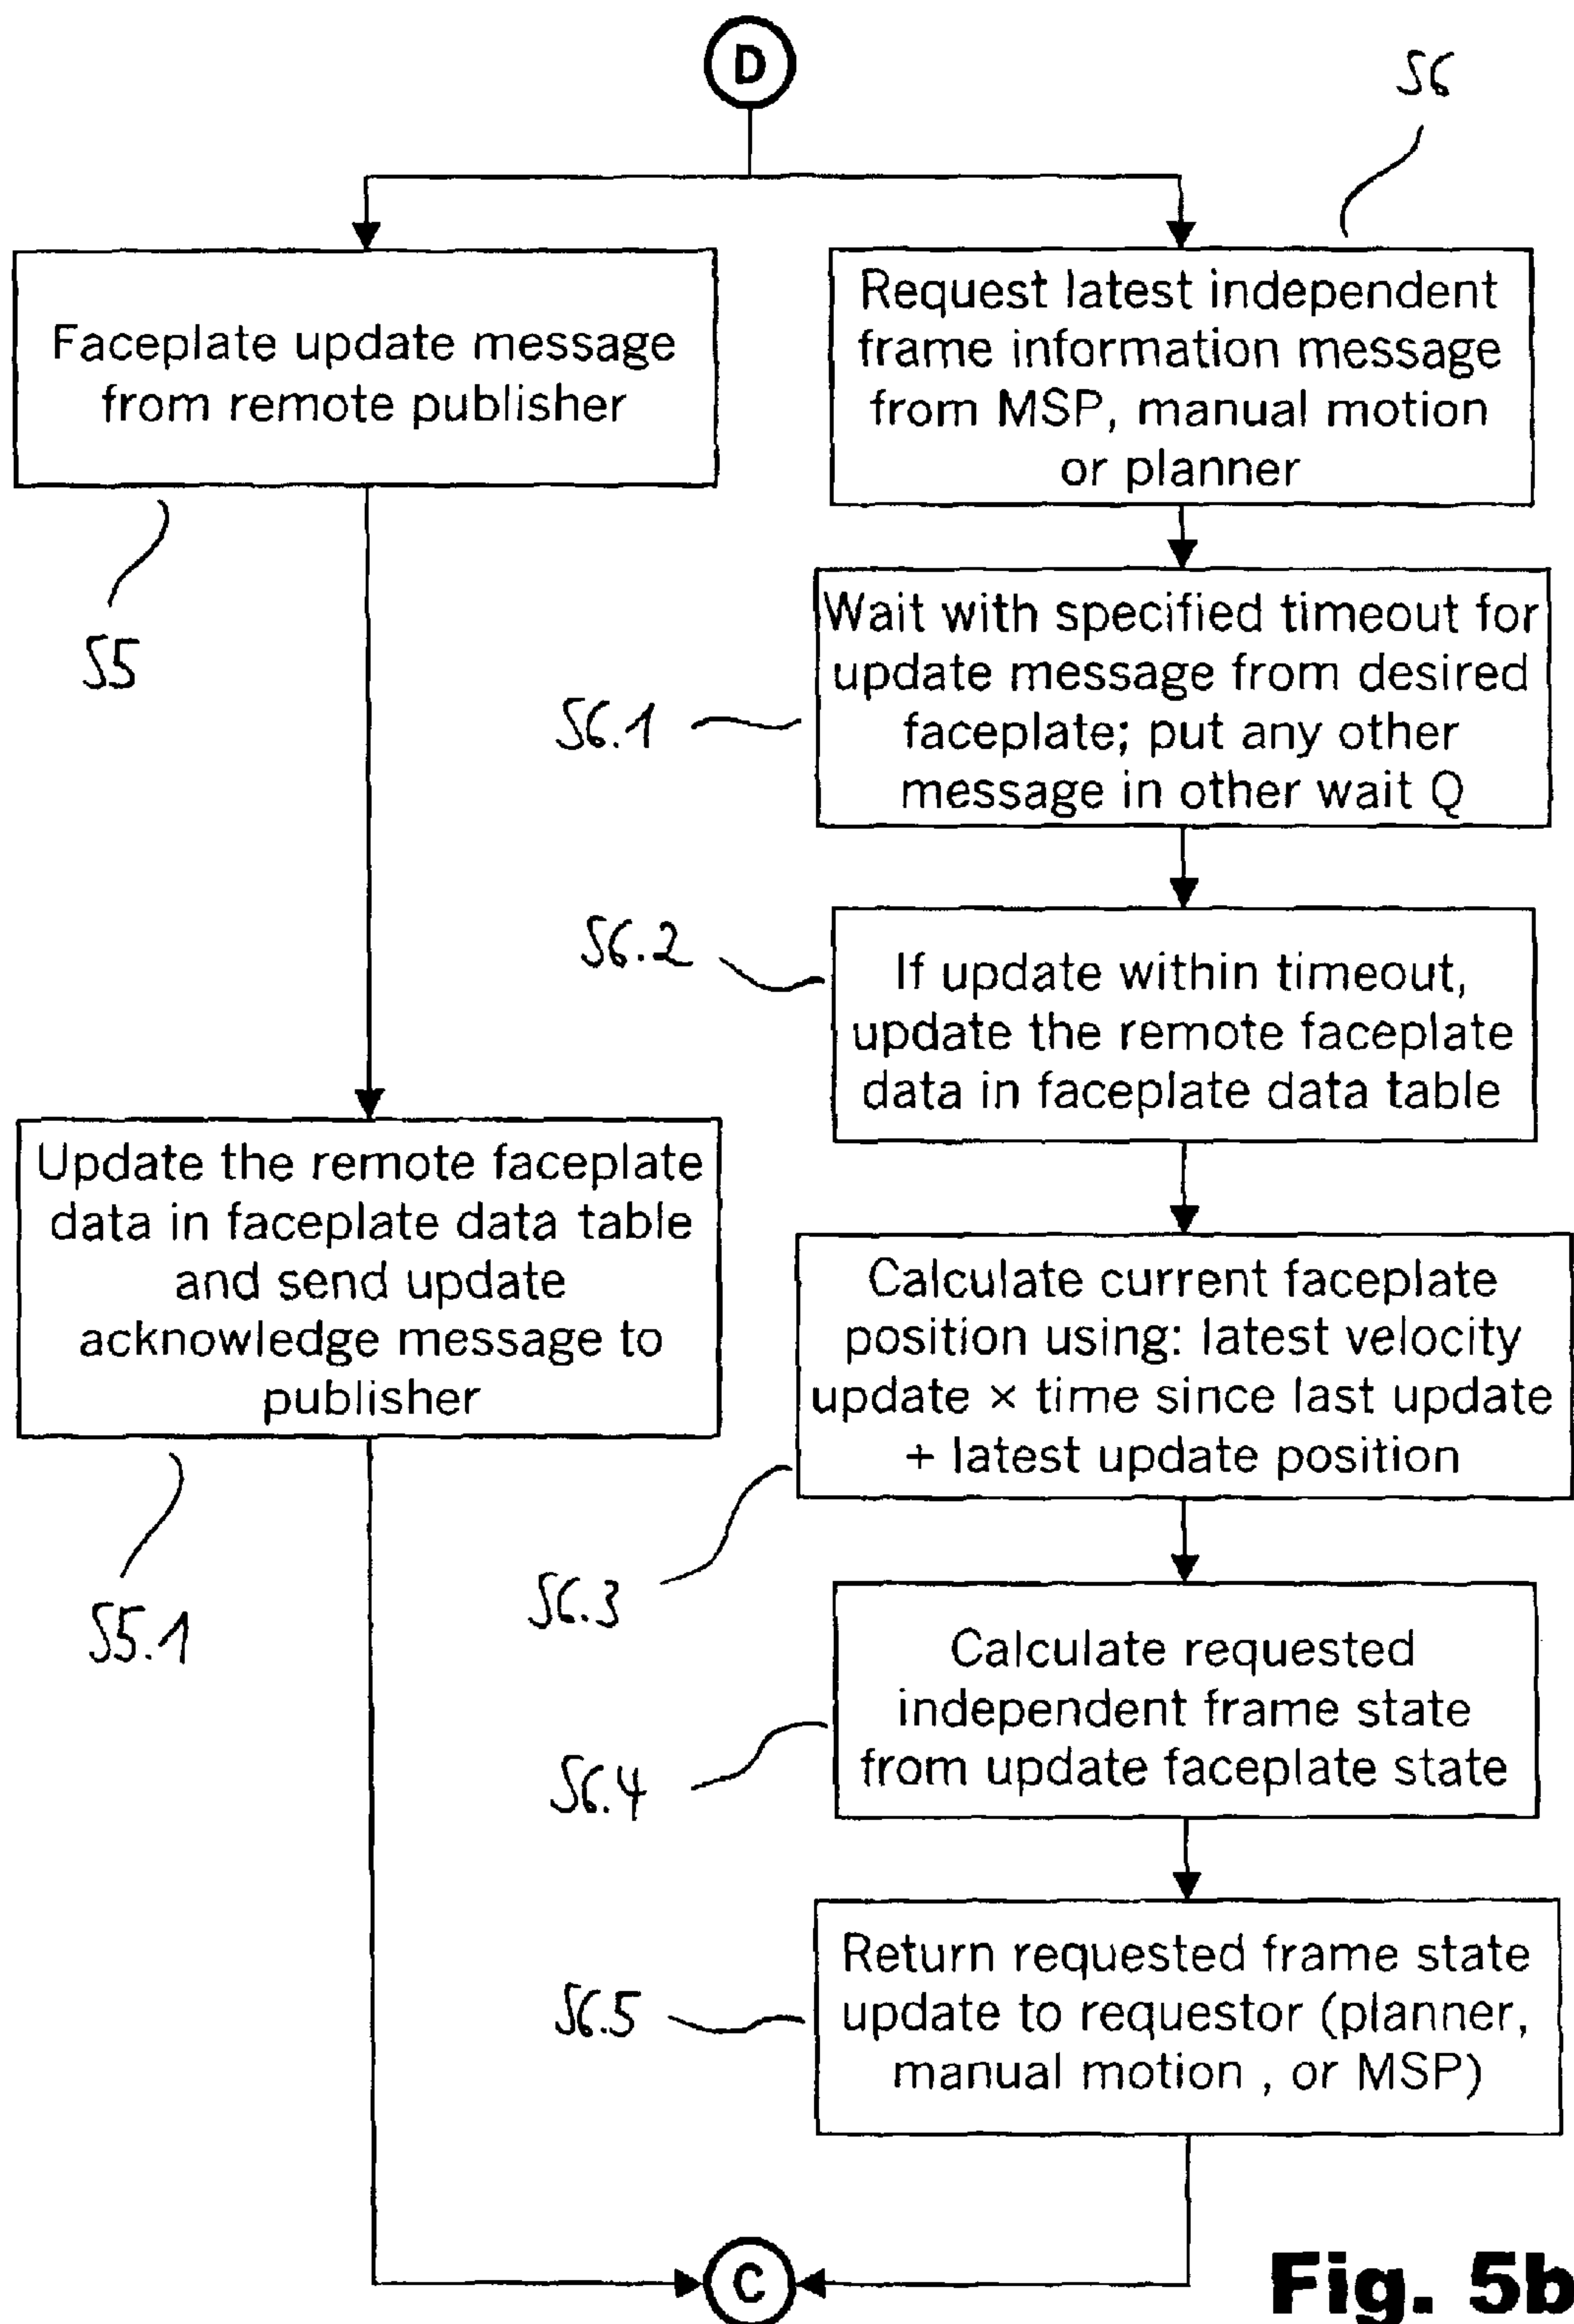 D
S6
Faceplate update message
from remote publisher
S5
Request latest independent
frame information message
from MSP, manual motion
or planner
Wait with specified timeout for
update message from desired
faceplate; put any other
message in other wait Q
S6.1
S6.2
If update within timeout,
update the remote faceplate
data in faceplate data table
Update the remote faceplate
data in faceplate data table
and send update
acknowledge message to
publisher
S5.1
Calculate current faceplate
position using: latest velocity
update × time since last update
+ latest update position
S6.3
Calculate requested
independent frame state
from update faceplate state
S6.4
Return requested frame state
update to requestor (planner,
manual motion , or MSP)
S6.5
C
Fig. 5b